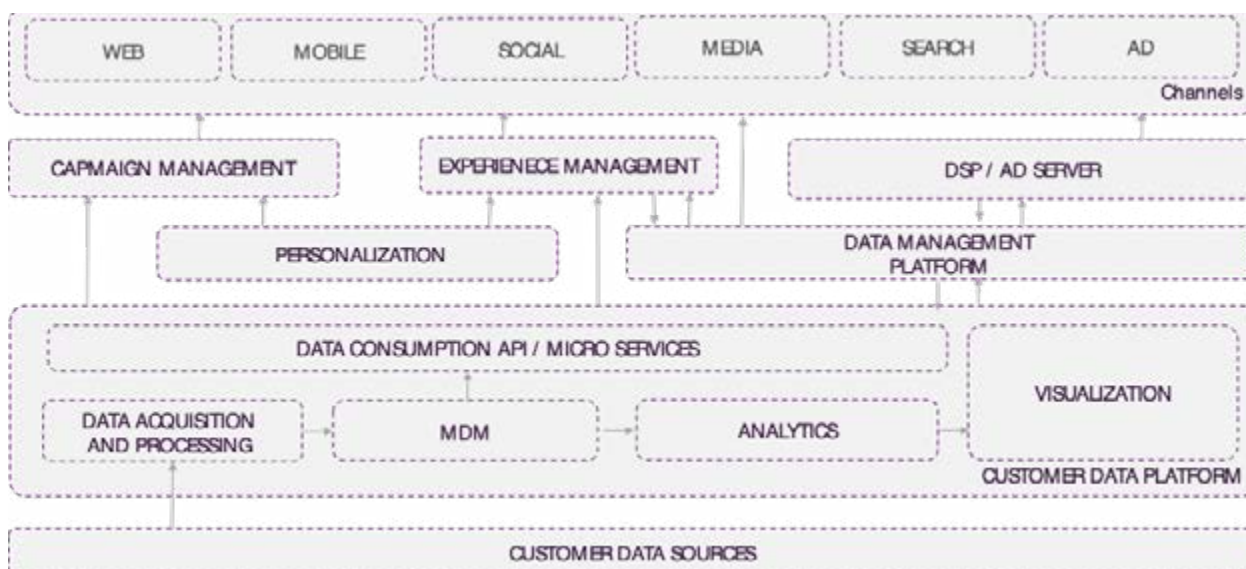 WEB
MOBILE
SOCIAL
MEDIA
SEARCH
AD
Channels
CAPMAIGN MANAGEMENT
EXPERIENECE MANAGEMENT
DSP / AD SERVER
PERSONALIZATION
DATA MANAGEMENT
PLATFORM
DATA CONSUMPTION API / MICRO SERVICES
VISUALIZATION
DATA ACQUISITION
AND PROCESSING
MDM
ANALYTICS
CUSTOMER DATA PLATFORM
CUSTOMER DATA SOURCES